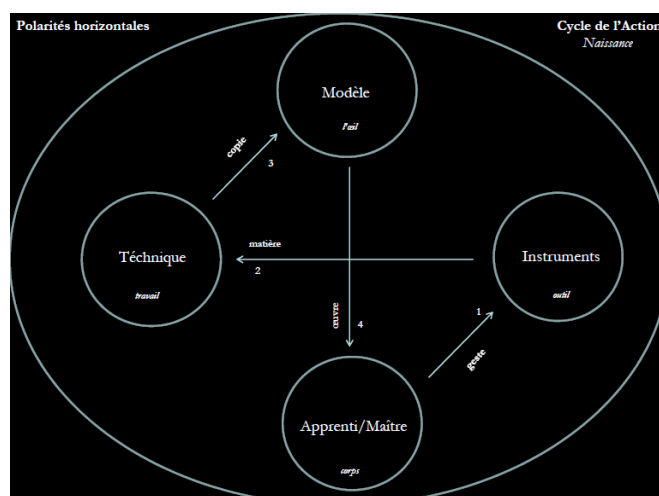 Polarités horizontales
Cycle de l'Action
Naissance
Modèle
l'œil
copie
3
Téchnique
travail
matière
2
Instruments
outil
œuvre
4
1
geste
Apprenti/Maître
corps